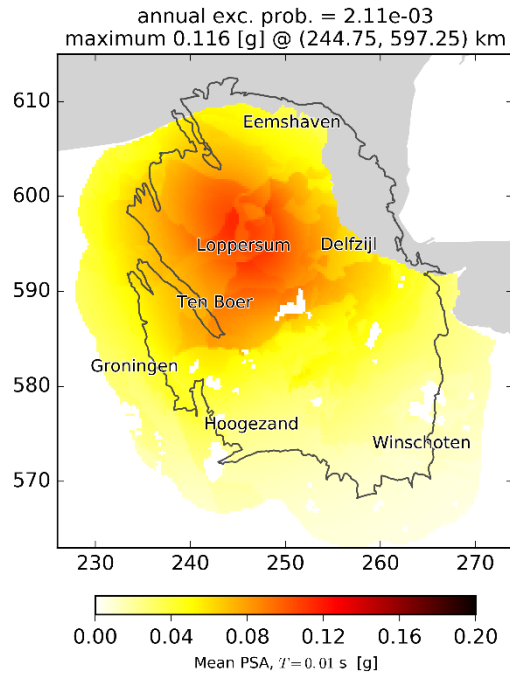 annual exc. prob. = 2.11e-03
maximum 0.116 [g] @ (244.75, 597.25) km
610
Eemshaven
600
Loppersum Delfzijl
590
Ten Boer
Groningen
580
Hoogezand
Winschoten
570
230 240 250 260 270
0.00 0.04 0.08 0.12 0.16 0.20
Mean PSA, T=0.01 s [g]